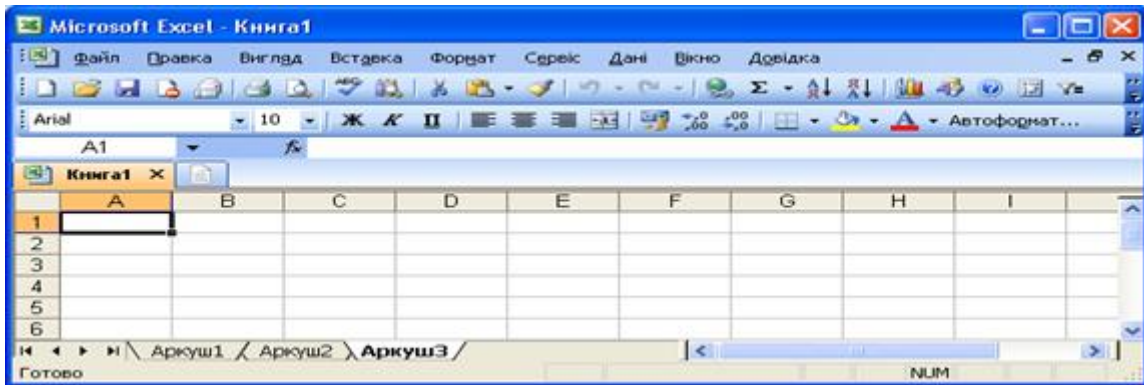 Microsoft Excel - Книга1
Файл Правка Вигляд Вставка Формат Сервіс Дані Вікно Довідка
Arial 10 Ж К П Автоформат...
A1 fx
Книга1
A B C D E F G H I
1
2
3
4
5
6
Аркуш1 Аркуш2 Аркуш3
Готово NUM